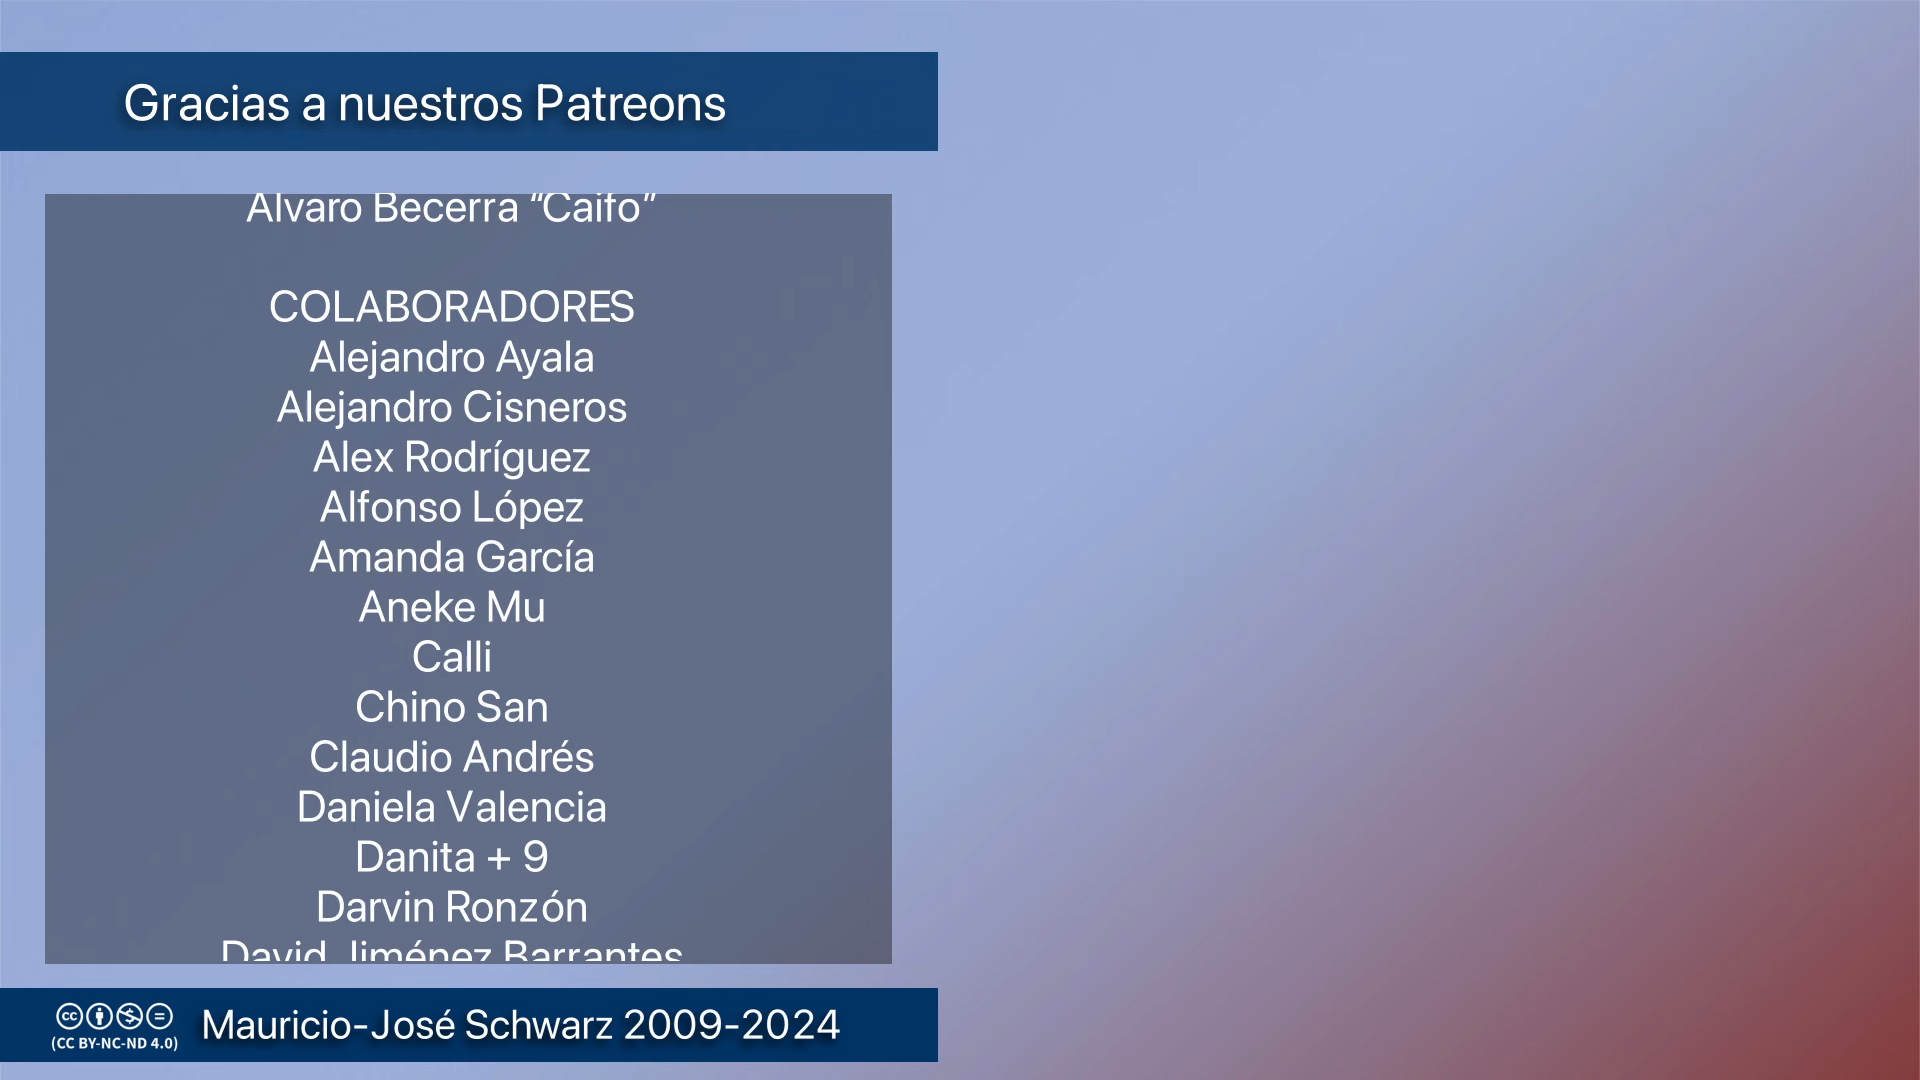 Gracias a nuestros Patreons
Alvaro Becerra “Caifo”
COLABORADORES
Alejandro Ayala
Alejandro Cisneros
Alex Rodríguez
Alfonso López
Amanda García
Aneke Mu
Calli
Chino San
Claudio Andrés
Daniela Valencia
Danita + 9
Darvin Ronzón
David Jiménez Barrantes
(CC BY-NC-ND 4.0)
Mauricio-José Schwarz 2009-2024